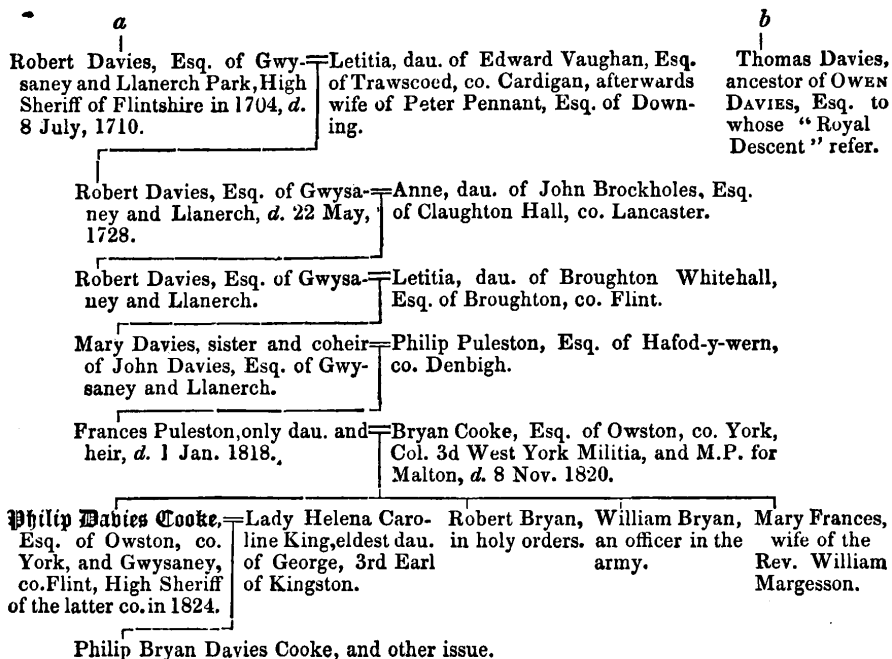 a
b
Robert Davies, Esq. of Gwy-
saney and Llanerch Park, High
Sheriff of Flintshire in 1704, d.
8 July, 1710.
Letitia, dau. of Edward Vaughan, Esq.
of Trawscoed, co. Cardigan, afterwards
wife of Peter Pennant, Esq. of Down-
ing.
Thomas Davies,
ancestor of OWEN
DAVIES, Esq. to
whose "Royal
Descent" refer.
Robert Davies, Esq. of Gwysa-
ney and Llanerch, d. 22 May,
1728.
Anne, dau. of John Brockholes, Esq.
of Claughton Hall, co. Lancaster.
Robert Davies, Esq. of Gwysa-
ney and Llanerch.
Letitia, dau. of Broughton Whitehall,
Esq. of Broughton, co. Flint.
Mary Davies, sister and coheir
of John Davies, Esq. of Gwy-
saney and Llanerch.
Philip Puleston, Esq. of Hafod-y-wern,
co. Denbigh.
Frances Puleston, only dau. and
heir, d. 1 Jan. 1818.
Bryan Cooke, Esq. of Owston, co. York,
Col. 3d West York Militia, and M.P. for
Malton, d. 8 Nov. 1820.
Philip Davies Cooke,
Esq. of Owston, co.
York, and Gwysaney,
co. Flint, High Sheriff
of the latter co. in 1824.
Lady Helena Caro-
line King, eldest dau.
of George, 3rd Earl
of Kingston.
Robert Bryan,
in holy orders.
William Bryan,
an officer in the
army.
Mary Frances,
wife of the
Rev. William
Margesson.
Philip Bryan Davies Cooke, and other issue.